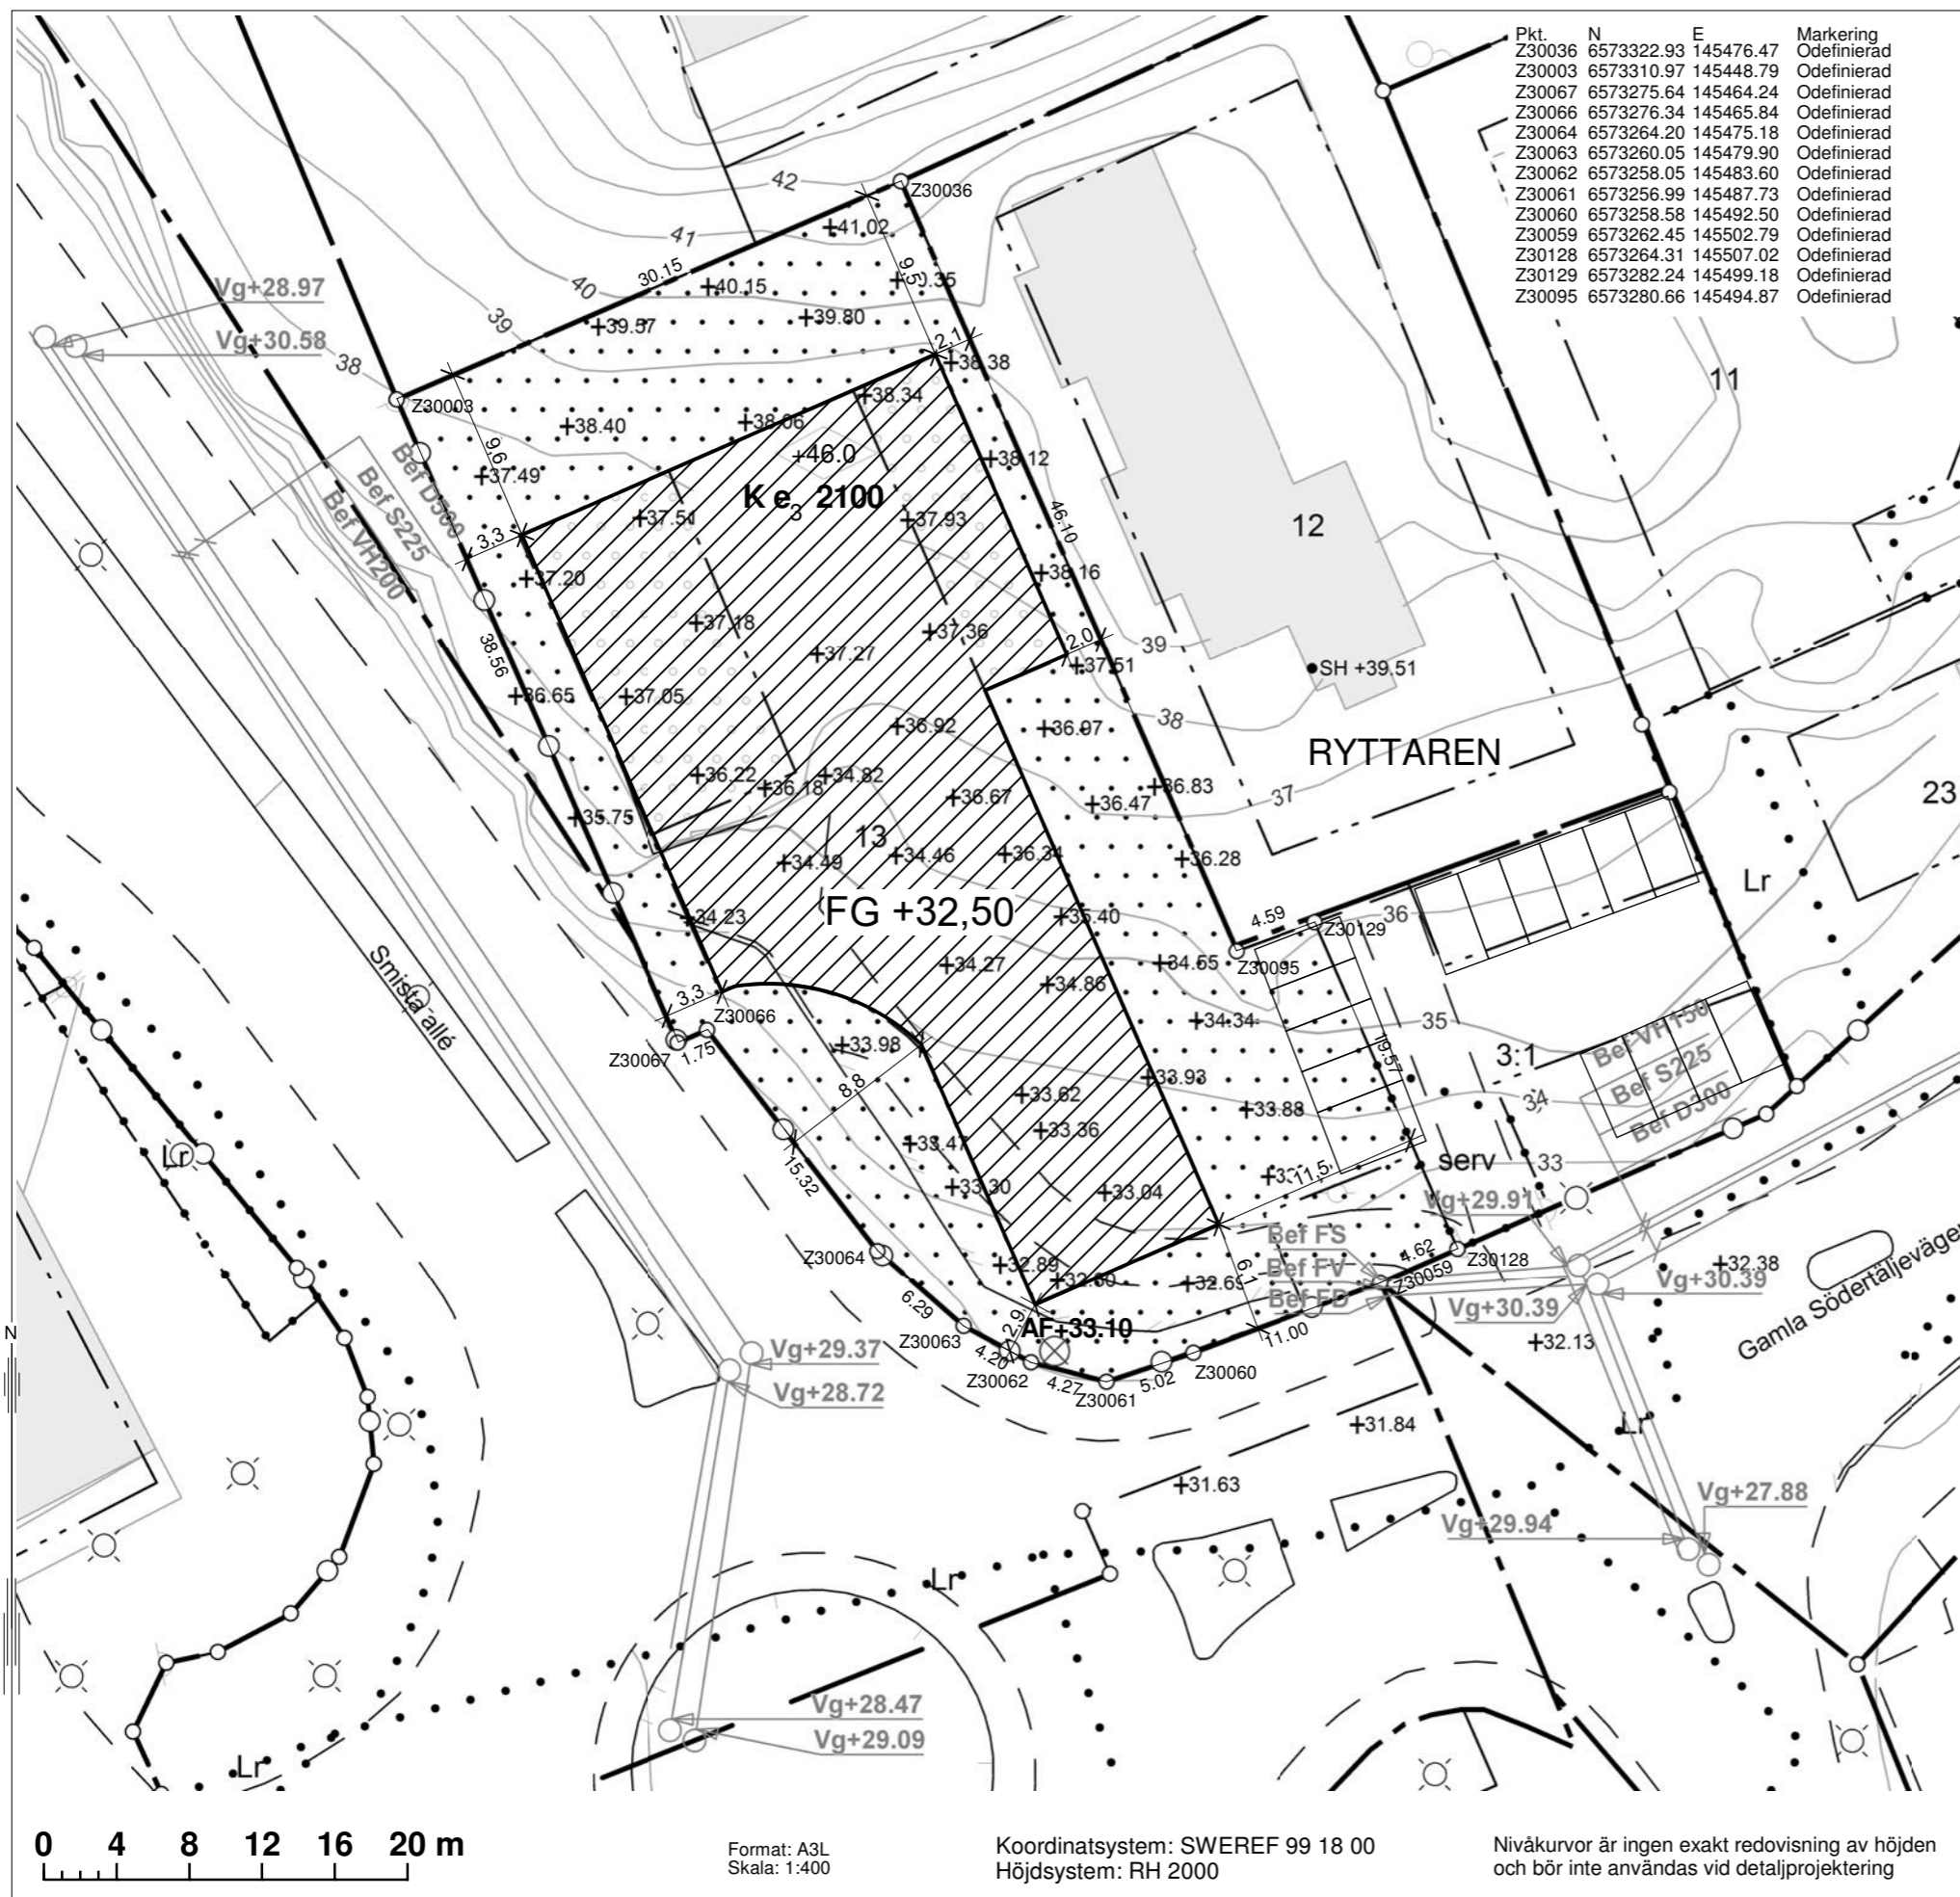 Pkt. N E Markering
Z30036 6573322.93 145476.47 Odefinierad
Z30003 6573310.97 145448.79 Odefinierad
Z30067 6573275.64 145464.24 Odefinierad
Z30066 6573276.34 145465.84 Odefinierad
Z30064 6573264.20 145475.18 Odefinierad
Z30063 6573260.05 145479.90 Odefinierad
Z30062 6573258.05 145483.60 Odefinierad
Z30061 6573256.99 145487.73 Odefinierad
Z30060 6573258.58 145492.50 Odefinierad
Z30059 6573262.45 145502.79 Odefinierad
Z30128 6573264.31 145507.02 Odefinierad
Z30129 6573282.24 145499.18 Odefinierad
Z30095 6573280.66 145494.87 Odefinierad
42
Z30036
+41.02
41
30.15
9,5
40
Vg+28.97
+40.15
39
+39.57
+39.80
Vg+30.58
2,1
38
+38.38
11
Z30003
+38.34
+38.40
+38.06
9,6
+46.0
+38.12
+37.49
Bef D500
Bef S225
Bef VH200
K e3 2100
+37.51
+37.93
46.10
12
3,3
+37.20
+38.16
+37.18
+37.36
2,0
39
38.56
+37.27
+37.51
SH +39.51
+36.65
+37.05
+36.92
+36.97
38
RYTTAREN
+36.22
+36.18
+34.82
+36.67
+36.47
+36.83
37
23
+35.75
13
+34.49
+34.46
+36.34
+36.28
Lr
+34.23
FG +32,50
+35.40
4.59
36
Z30129
Smista allé
+34.27
+34.65
Z30095
3,3
+34.86
Z30066
+34.34
35
Bef VH150
Z30067
1.75
+33.98
19.57
3:1
Bef S225
8,8
+33.93
+33.62
+33.88
34
Bef D300
+33.36
+33.47
Lr
15.32
serv
33
+33.30
+33.04
11,5
Vg+29.91
Bef FS
Z30064
+32.89
4.62
Z30128
+32.38
Gamla Södertäljevägen
6,1
Bef FV
Z30059
Vg+30.39
+32.69
Bef FD
Vg+30.39
6.29
2,9
AF+33.10
11.00
N
Z30063
+32.13
Vg+29.37
4.20
Z30060
Z30062
4.27
5.02
Vg+28.72
Z30061
+31.84
Lr
+31.63
Vg+27.88
Vg+29.94
Lr
Vg+28.47
Vg+29.09
Lr
0 4 8 12 16 20 m
Format: A3L
Skala: 1:400
Koordinatsystem: SWEREF 99 18 00
Höjdsystem: RH 2000
Nivåkurvor är ingen exakt redovisning av höjden
och bör inte användas vid detaljprojektering